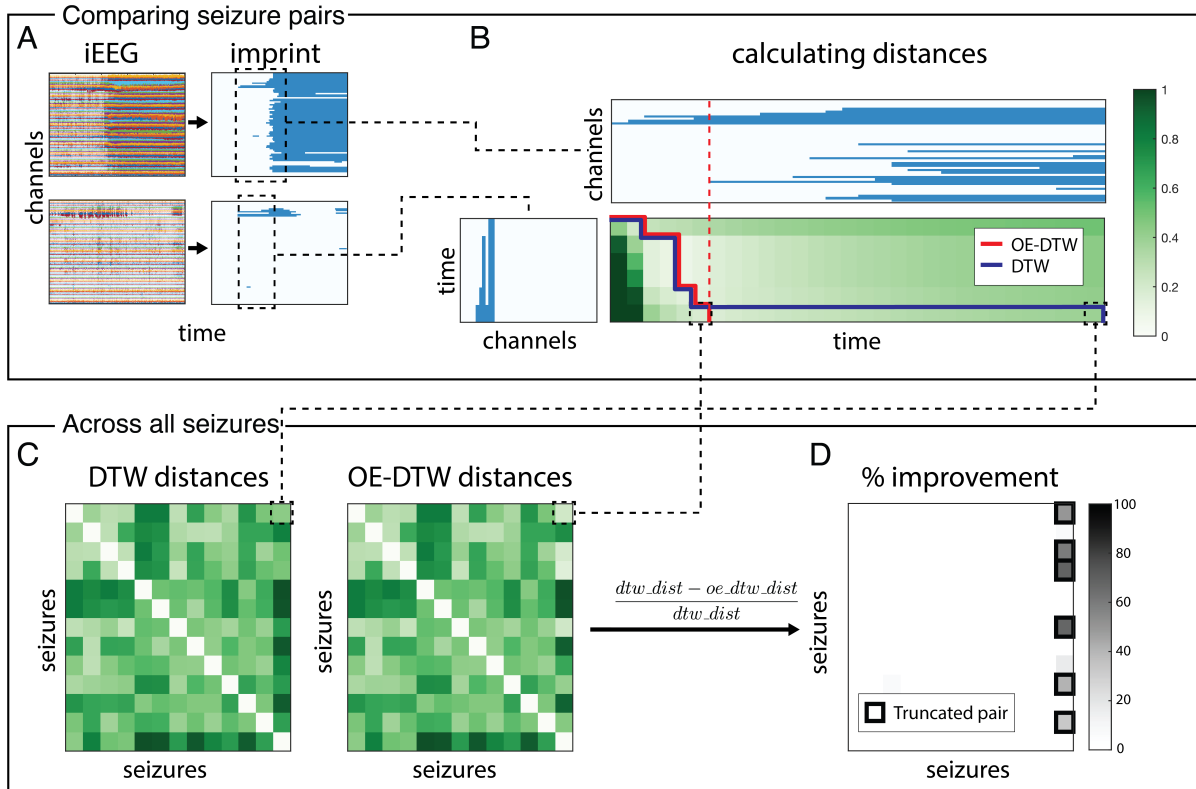 Comparing seizure pairs
A
iEEG
imprint
channels
time
B
calculating distances
channels
time
channels
OE-DTW
DTW
time
1
0.8
0.6
0.4
0.2
0
Across all seizures
C
DTW distances
seizures
seizures
OE-DTW distances
seizures
seizures
dtw_dist − oe_dtw_dist
dtw_dist
D
% improvement
seizures
Truncated pair
seizures
100
80
60
40
20
0